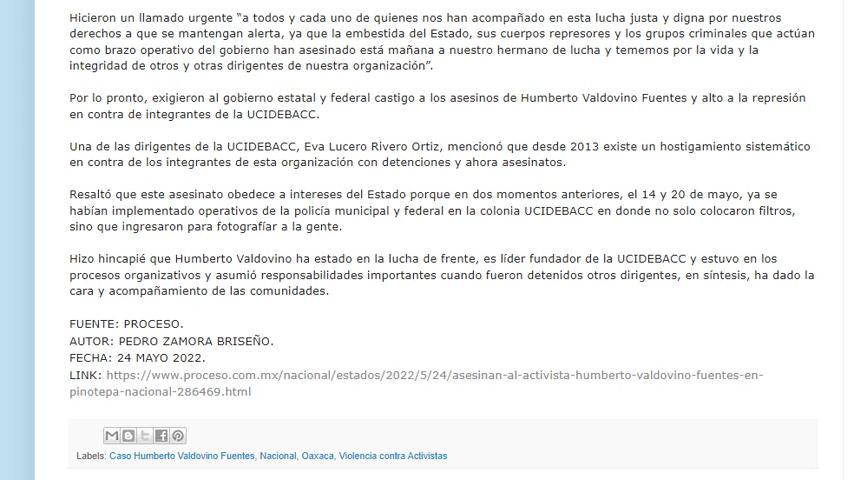 Hicieron un llamado urgente "a todos y cada uno de quienes nos han acompañado en esta lucha justa y digna por nuestros
derechos a que se mantengan alerta, ya que la embestida del Estado, sus cuerpos represores y los grupos criminales que actúan
como brazo operativo del gobierno han asesinado está mañana a nuestro hermano de lucha y tememos por la vida y la
integridad de otros y otras dirigentes de nuestra organización".
Por lo pronto, exigieron al gobierno estatal y federal castigo a los asesinos de Humberto Valdovino Fuentes y alto a la represión
en contra de integrantes de la UCIDEBACC.
Una de las dirigentes de la UCIDEBACC, Eva Lucero Rivero Ortiz, mencionó que desde 2013 existe un hostigamiento sistemático
en contra de los integrantes de esta organización con detenciones y ahora asesinatos.
Resaltó que este asesinato obedece a intereses del Estado porque en dos momentos anteriores, el 14 y 20 de mayo, ya se
habían implementado operativos de la policía municipal y federal en la colonia UCIDEBACC en donde no solo colocaron filtros,
sino que ingresaron para fotografíar a la gente.
Hizo hincapié que Humberto Valdovino ha estado en la lucha de frente, es líder fundador de la UCIDEBACC y estuvo en los
procesos organizativos y asumió responsabilidades importantes cuando fueron detenidos otros dirigentes, en síntesis, ha dado la
cara y acompañamiento de las comunidades.
FUENTE: PROCESO.
AUTOR: PEDRO ZAMORA BRISEÑO.
FECHA: 24 MAYO 2022.
LINK: https://www.proceso.com.mx/nacional/estados/2022/5/24/asesinan-al-activista-humberto-valdovino-fuentes-en-
pinotepa-nacional-286469.html
Labels: Caso Humberto Valdovino Fuentes, Nacional, Oaxaca, Violencia contra Activistas